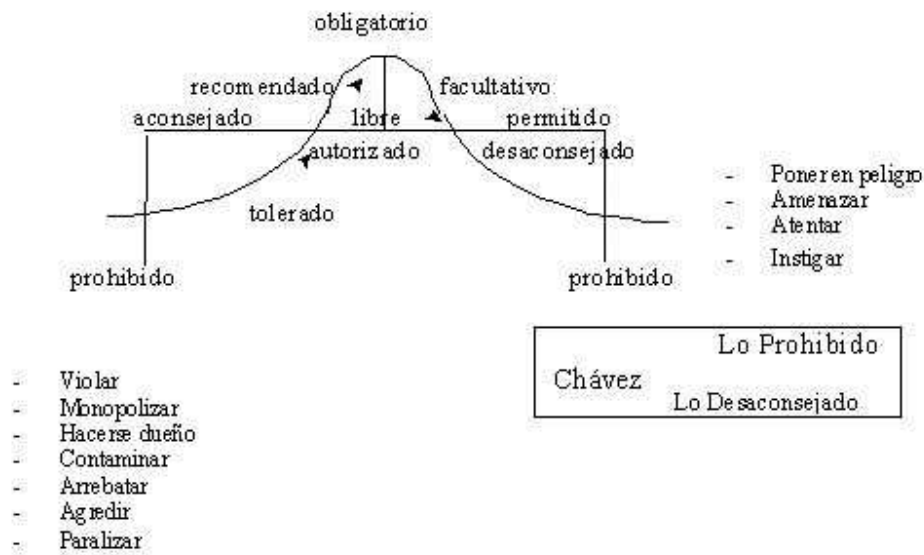 obligatorio
recomendado facultativo
aconsejado libre permitido
autorizado desaconsejado
tolerado
prohibido prohibido
- Poner en peligro
- Amenazar
- Atentar
- Instigar
Lo Prohibido
Chávez
Lo Desaconsejado
- Violar
- Monopolizar
- Hacerse dueño
- Contaminar
- Arrebatar
- Agredir
- Paralizar